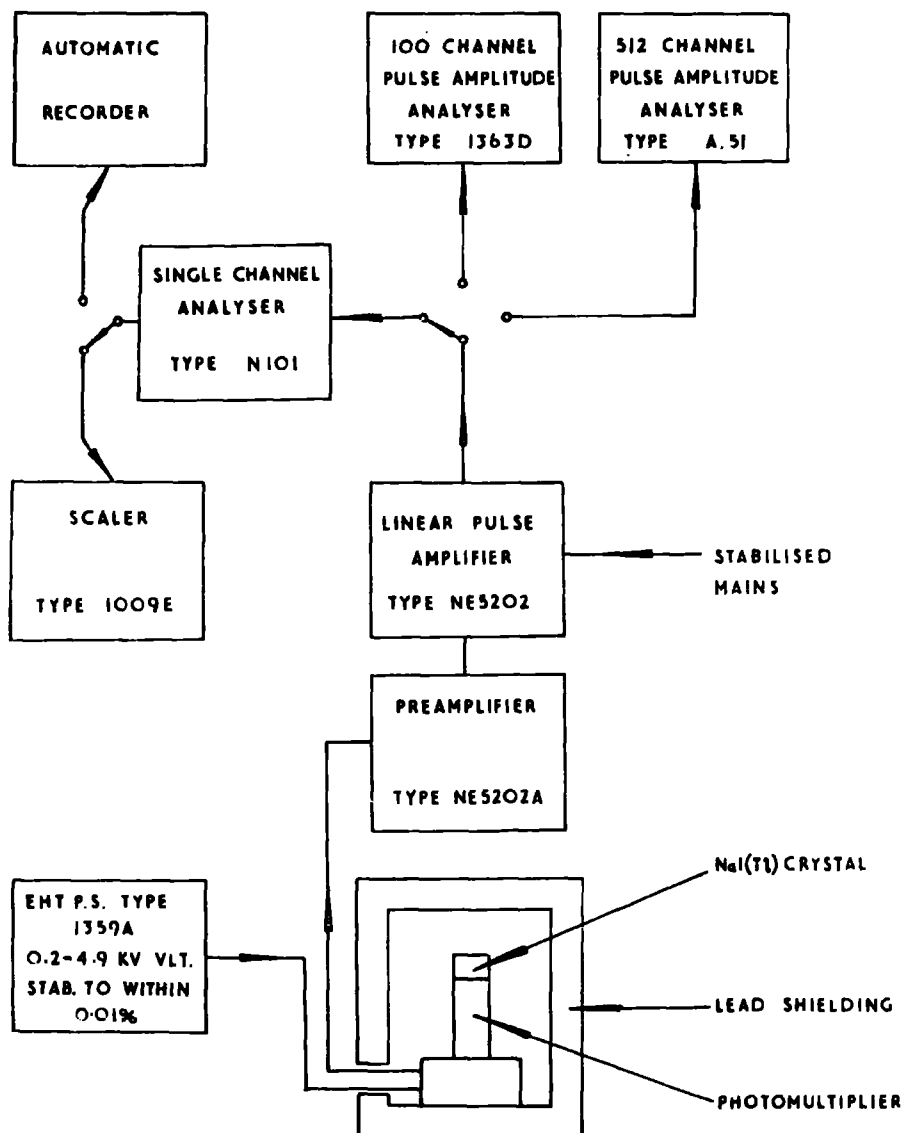 AUTOMATIC
RECORDER
100 CHANNEL
PULSE AMPLITUDE
ANALYSER
TYPE 1363D
512 CHANNEL
PULSE AMPLITUDE
ANALYSER
TYPE A.51
SINGLE CHANNEL
ANALYSER
TYPE N101
SCALER
TYPE 1009E
LINEAR PULSE
AMPLIFIER
TYPE NE5202
STABILISED
MAINS
PREAMPLIFIER
TYPE NE5202A
EHT P.S. TYPE
1359A
0.2-4.9 KV VLT.
STAB. TO WITHIN
0.01%
NaI(Tl) CRYSTAL
LEAD SHIELDING
PHOTOMULTIPLIER